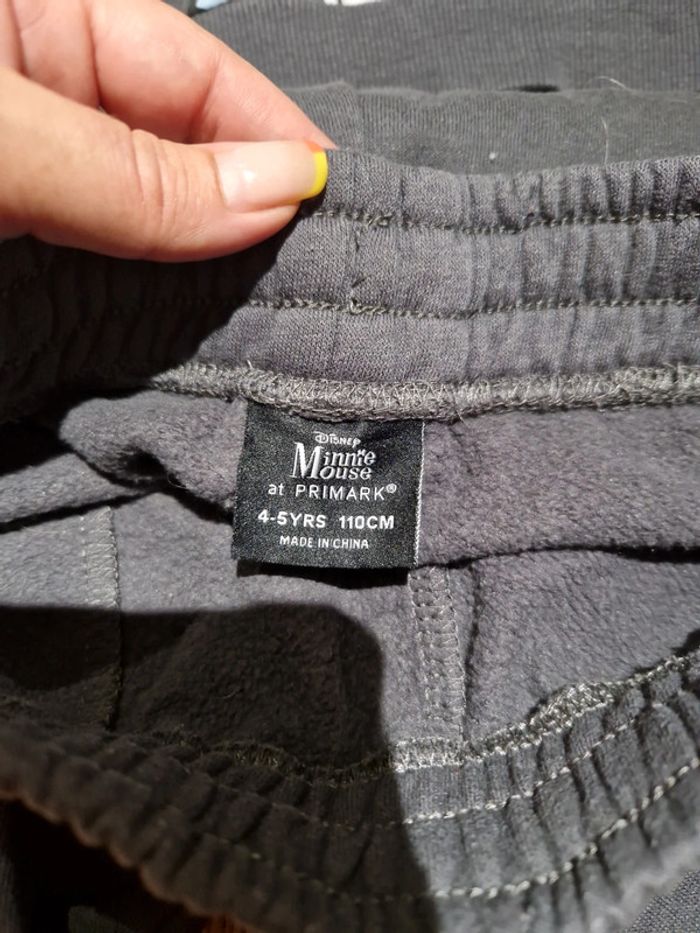 Disney
Minnie
Mouse
at PRIMARK®
4-5YRS 110CM
MADE IN CHINA